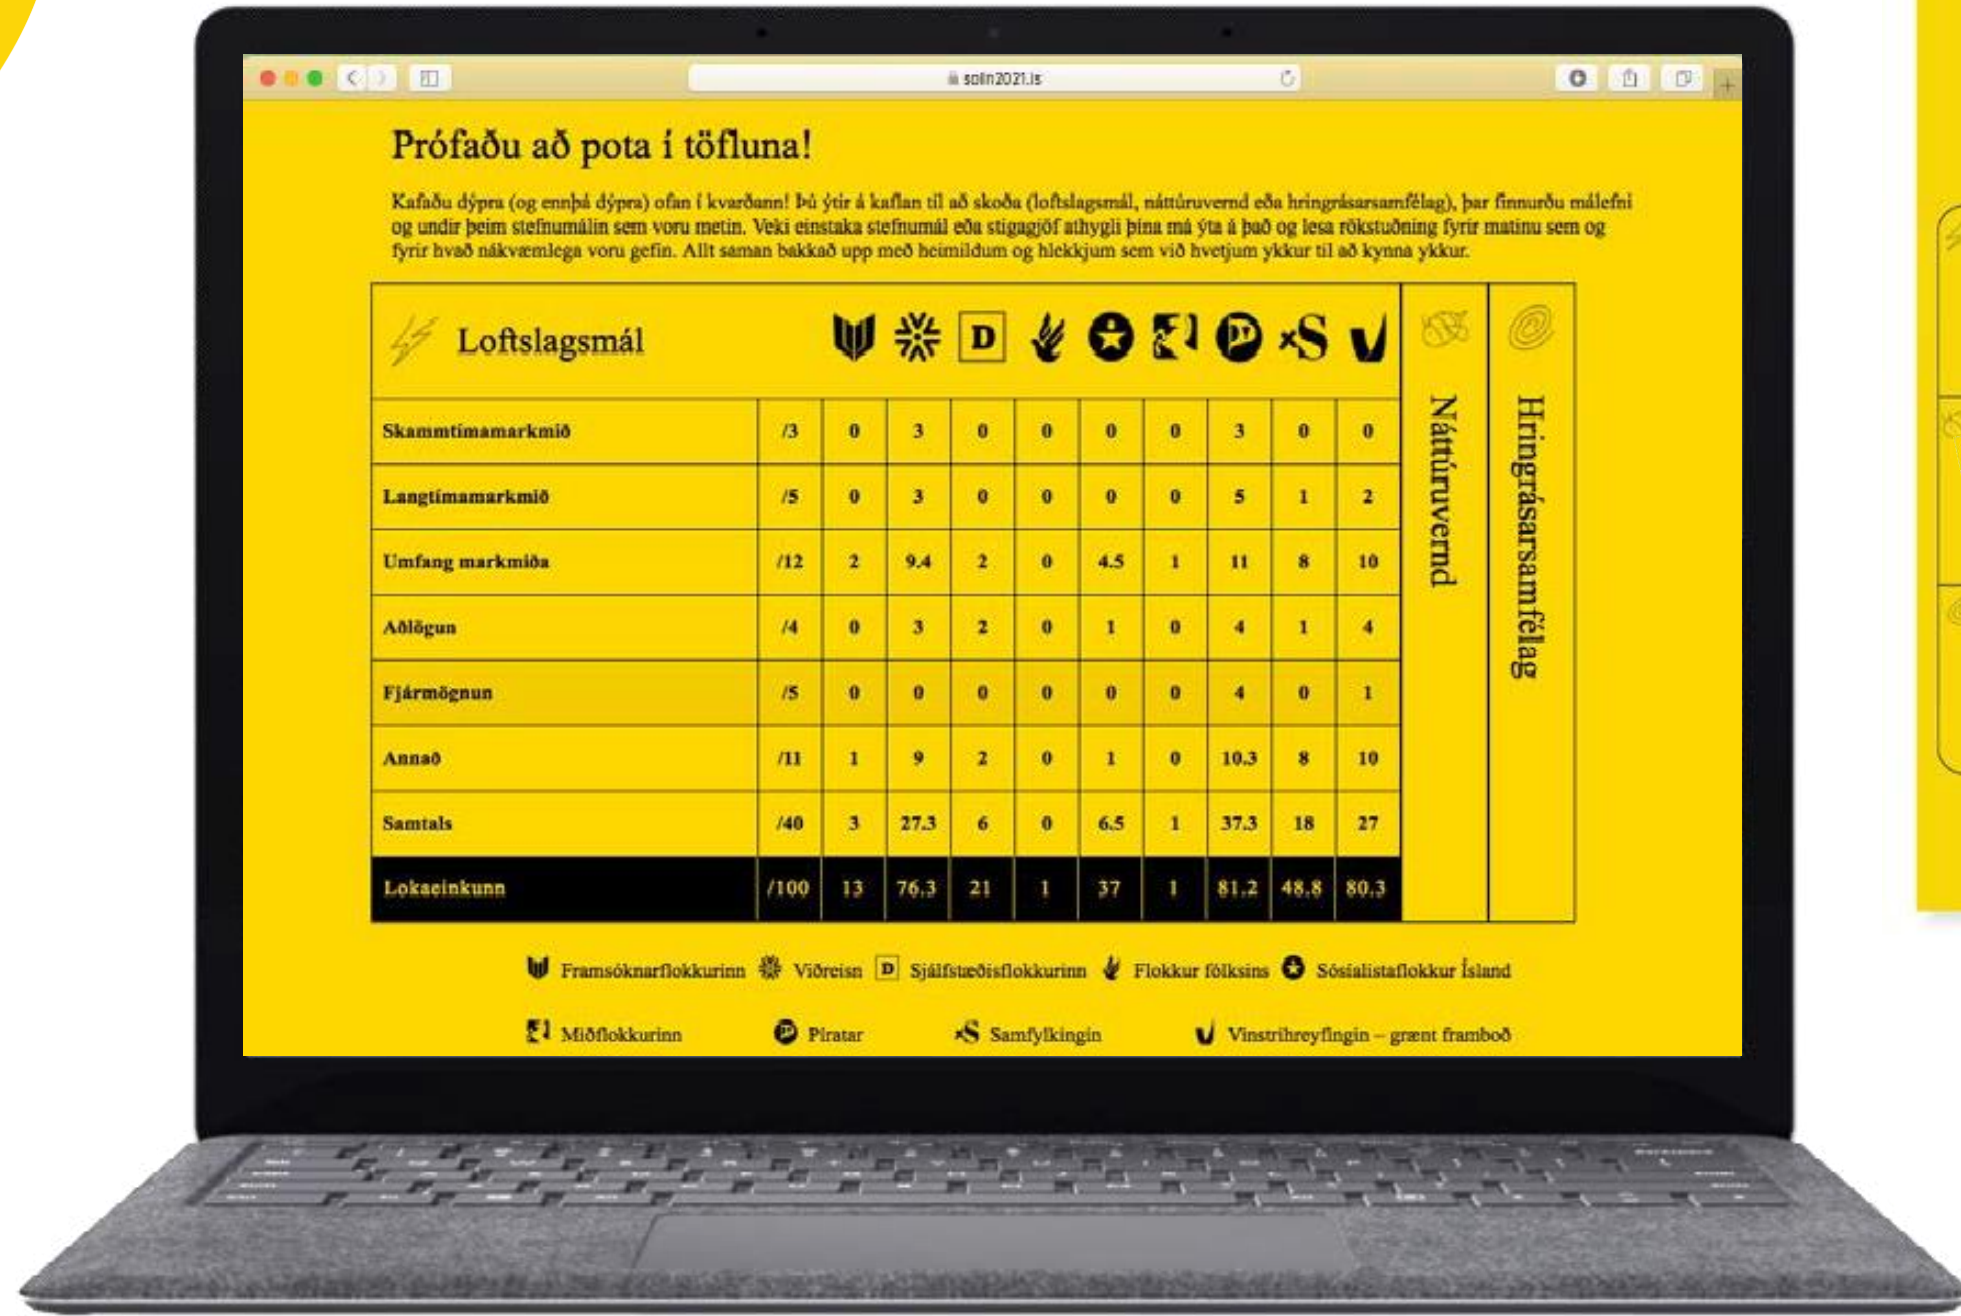 solin2021.is
Prófaðu að pota í töfluna!
Kafaðu dýpra (og ennþá dýpra) ofan í kvarðann! Þú ýtir á kaflan til að skoða (loftslagsmál, náttúruvernd eða hringrásarsamfélag), þar finnurðu málefni
og undir þeim stefnumálin sem voru metin. Veki einstaka stefnumál eða stigagjöf athygli þína má ýta á það og lesa rökstuðning fyrir matinu sem og
fyrir hvað nákvæmlega voru gefin. Allt saman bakkað upp með heimildum og hlekkjum sem við hvetjum ykkur til að kynna ykkur.
Loftslagsmál D xS V
Skammtímamarkmið /3 0 3 0 0 0 0 3 0 0
Langtímamarkmið /5 0 3 0 0 0 0 5 1 2
Umfang markmiða /12 2 9.4 2 0 4.5 1 11 8 10
Aðlögun /4 0 3 2 0 1 0 4 1 4
Fjármögnun /5 0 0 0 0 0 0 4 0 1
Annað /11 1 9 2 0 1 0 10.3 8 10
Samtals /40 3 27.3 6 0 6.5 1 37.3 18 27
Lokaeinkunn /100 13 76.3 21 1 37 1 81.2 48.8 80.3
Náttúruvernd
Hringrásarsamfélag
Framsóknarflokkurinn Viðreisn D Sjálfstæðisflokkurinn Flokkur fólksins Sósíalistaflokkur Ísland
Miðflokkurinn Píratar xS Samfylkingin V Vinstrihreyfingin – grænt framboð